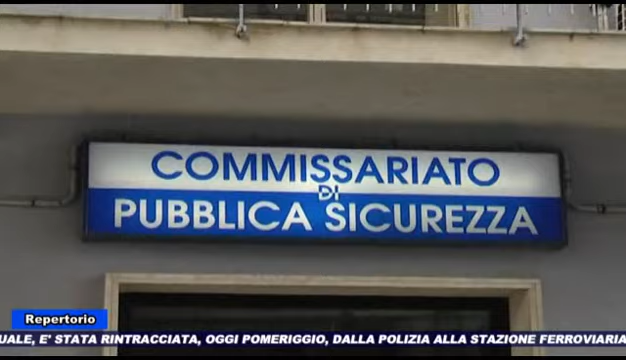 COMMISSARIATO
DI
PUBBLICA SICUREZZA
Repertorio
UALE, E' STATA RINTRACCIATA, OGGI POMERIGGIO, DALLA POLIZIA ALLA STAZIONE FERROVIARIA